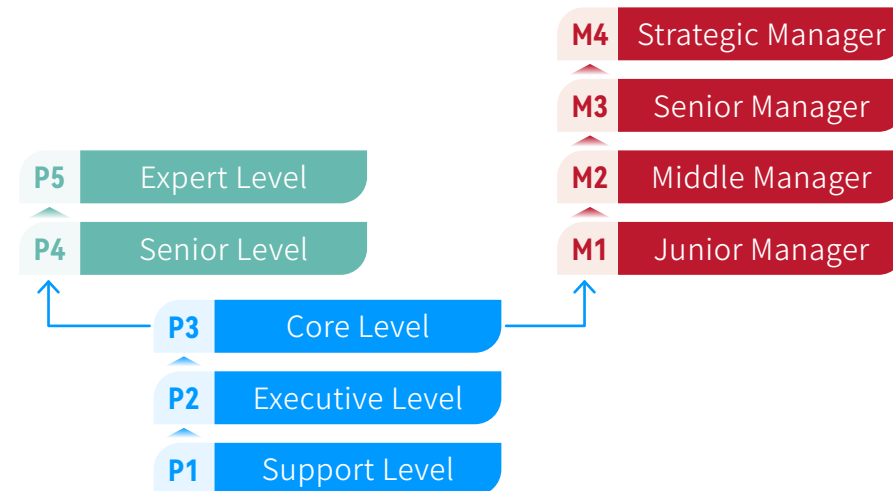 M4 Strategic Manager
M3 Senior Manager
P5 Expert Level
M2 Middle Manager
P4 Senior Level
M1 Junior Manager
P3 Core Level
P2 Executive Level
P1 Support Level